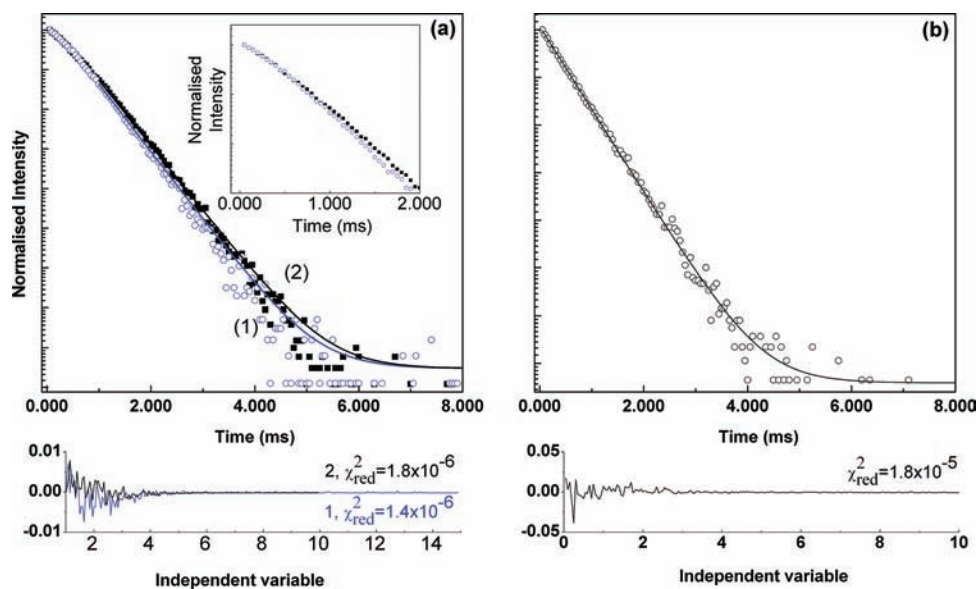 (a)
(b)
Normalised Intensity
Normalised
Intensity
0.000 1.000 2.000
Time (ms)
(2)
(1)
0.000 2.000 4.000 6.000 8.000
Time (ms)
0.000 2.000 4.000 6.000 8.000
Time (ms)
0.01
0.00
-0.01
2, χ²red=1.8x10⁻⁶
1, χ²red=1.4x10⁻⁶
2 4 6 8 10 12 14
Independent variable
0.05
0.00
-0.05
χ²red=1.8x10⁻⁵
0 2 4 6 8 10
Independent variable